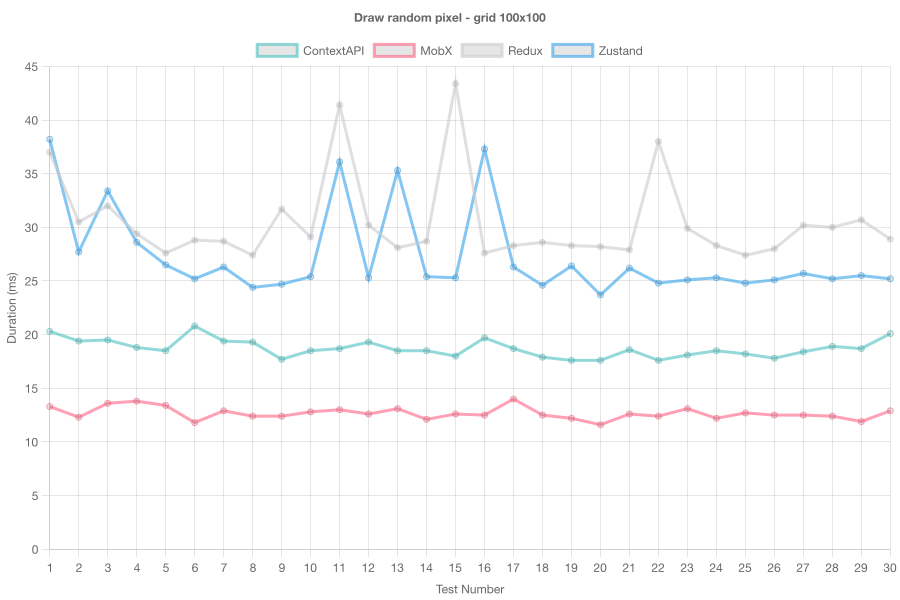 Draw random pixel - grid 100x100
ContextAPI MobX Redux Zustand
45
40
35
30
25
20
15
10
5
0
Duration (ms)
1 2 3 4 5 6 7 8 9 10 11 12 13 14 15 16 17 18 19 20 21 22 23 24 25 26 27 28 29 30
Test Number